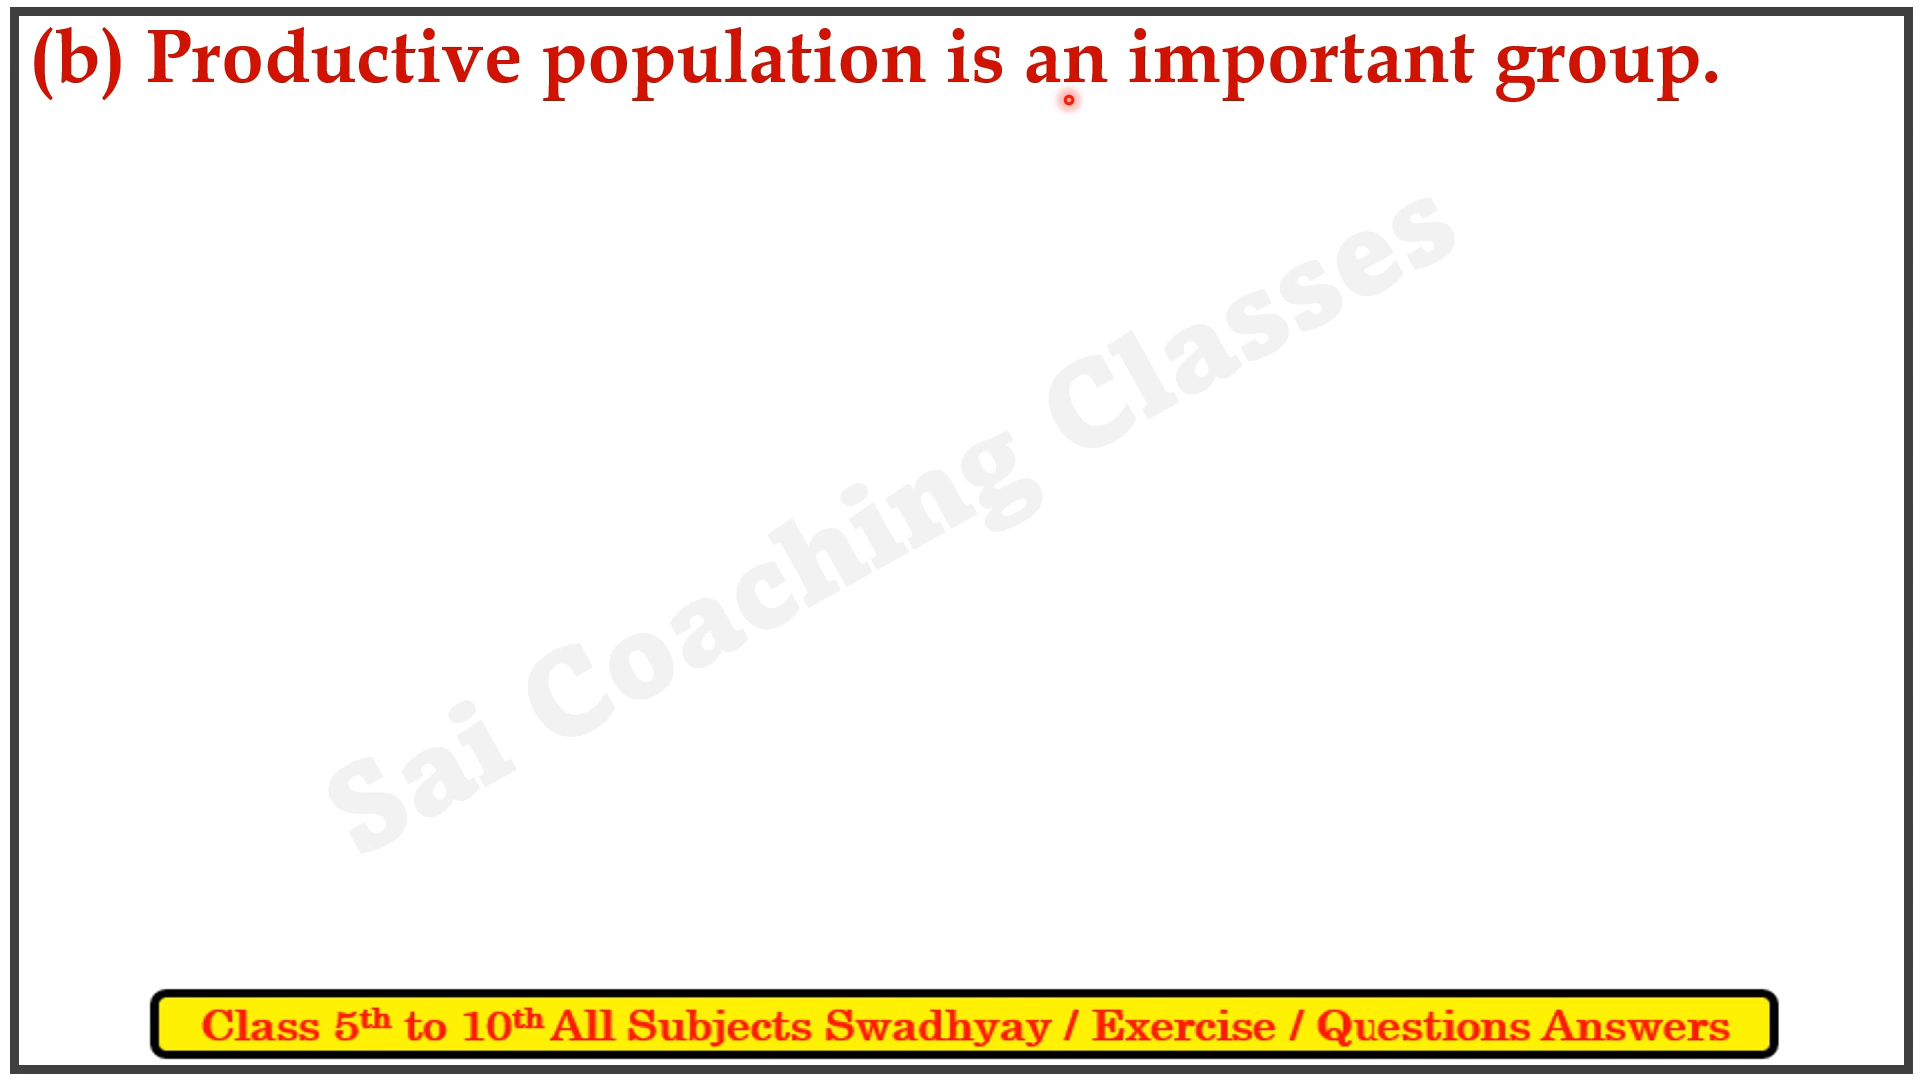 (b) Productive population is an important group.
Sai Coaching Classes
Class 5th to 10th All Subjects Swadhyay / Exercise / Questions Answers